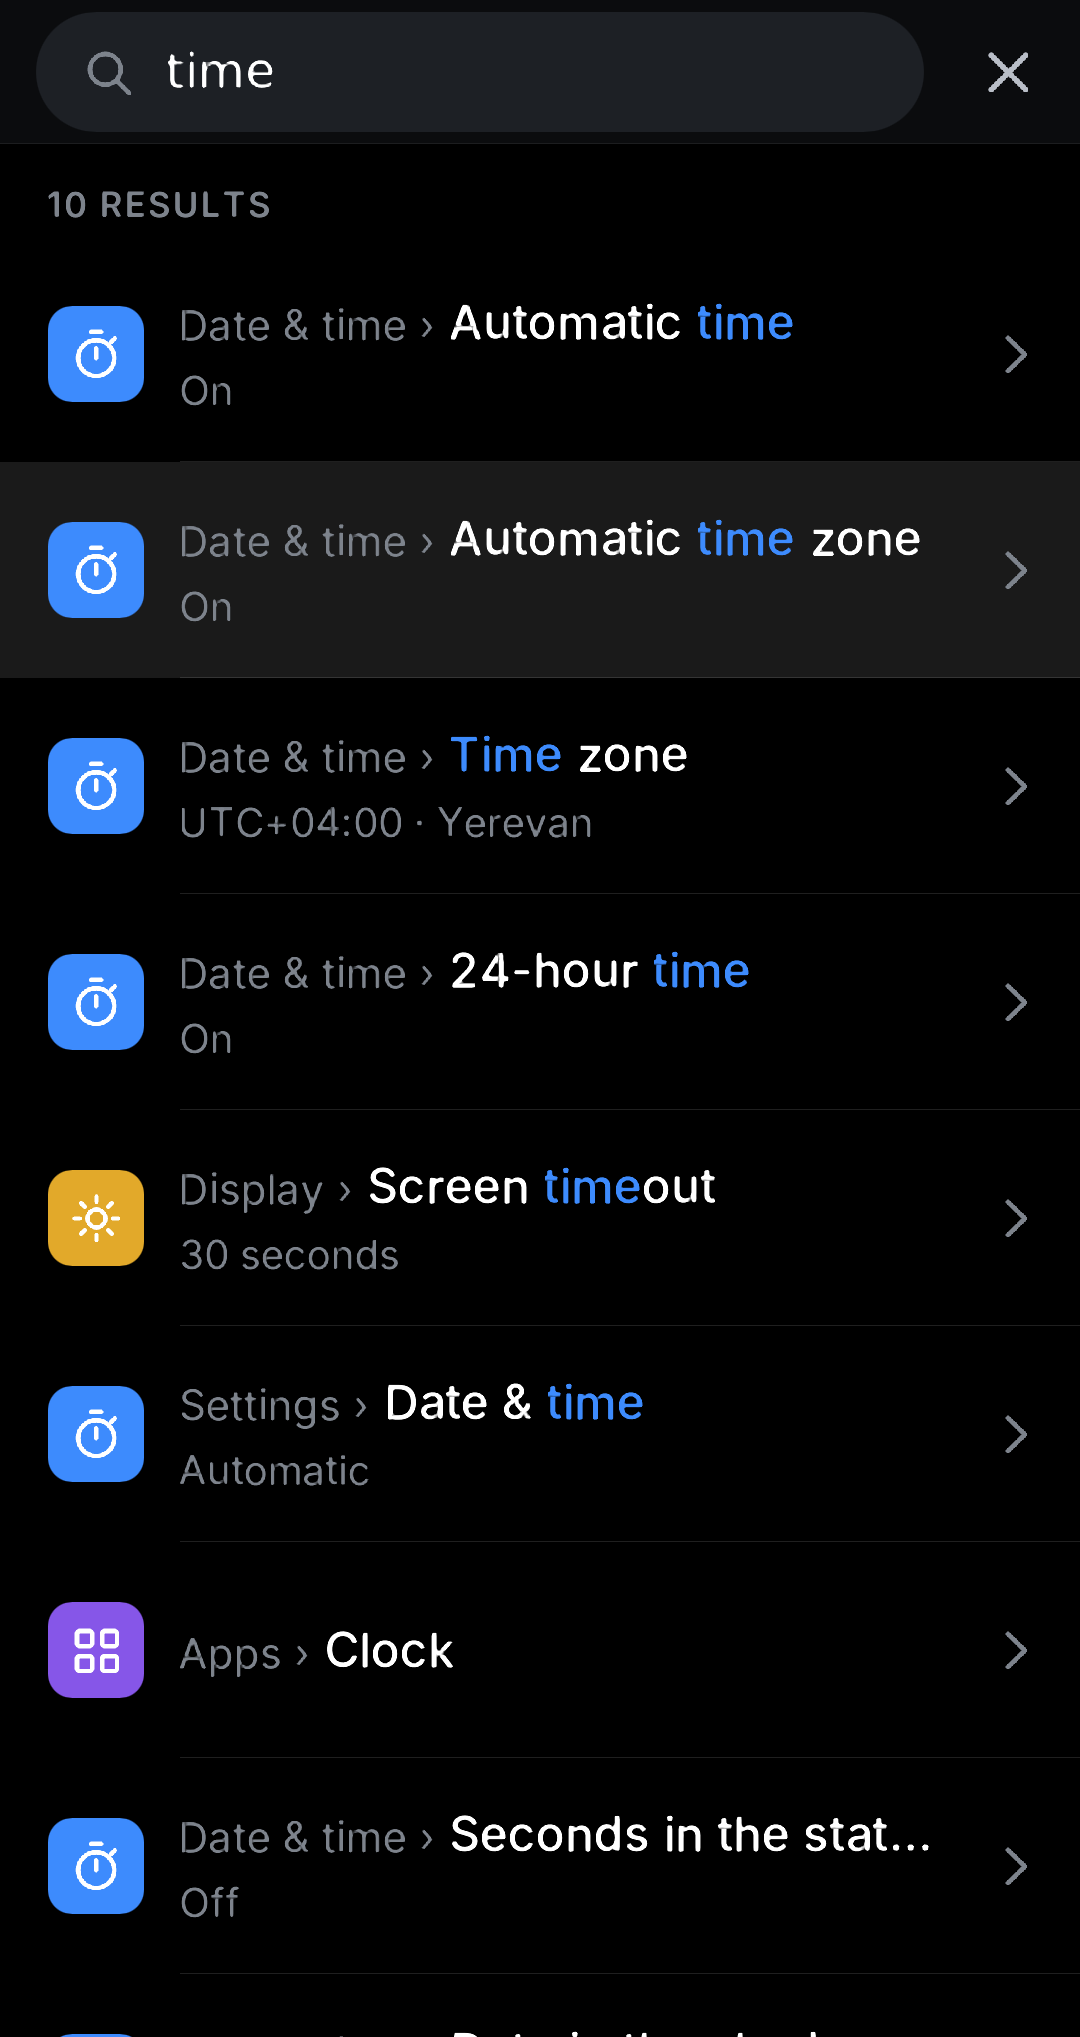 time
10 RESULTS
Date & time › Automatic time
On
Date & time › Automatic time zone
On
Date & time › Time zone
UTC+04:00 · Yerevan
Date & time › 24-hour time
On
Display › Screen timeout
30 seconds
Settings › Date & time
Automatic
Apps › Clock
Date & time › Seconds in the stat...
Off